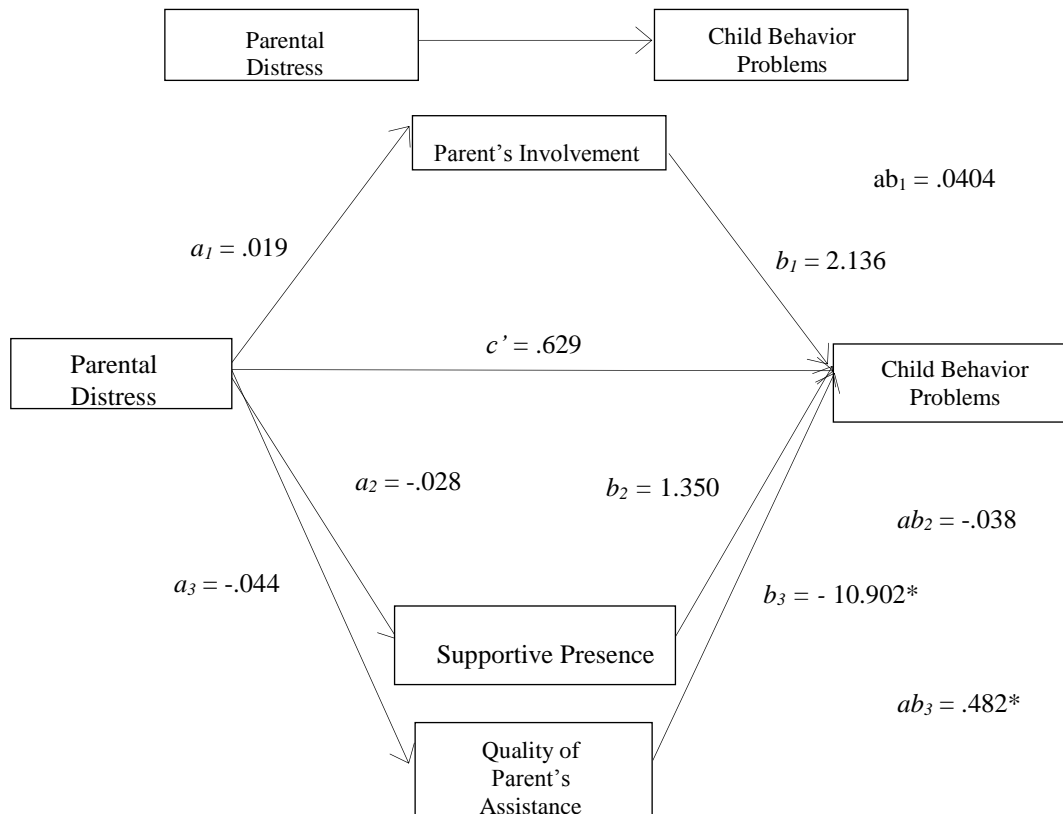 Parental
Distress
Child Behavior
Problems
Parent’s Involvement
ab1 = .0404
a1 = .019
b1 = 2.136
c’ = .629
Parental
Distress
Child Behavior
Problems
a2 = -.028
b2 = 1.350
ab2 = -.038
a3 = -.044
b3 = - 10.902*
Supportive Presence
ab3 = .482*
Quality of
Parent’s
Assistance